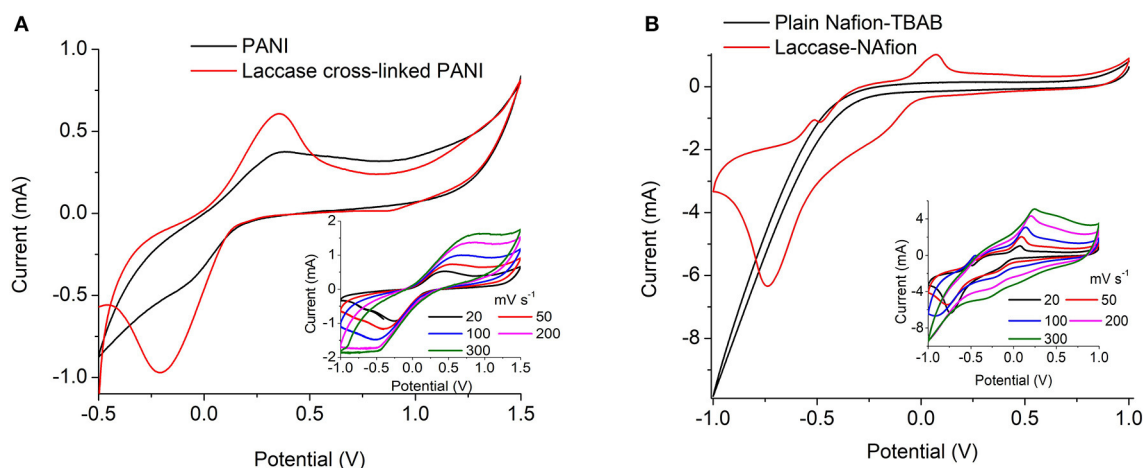 A
PANI
Laccase cross-linked PANI
1.0
0.5
0.0
-0.5
-1.0
Current (mA)
-0.5 0.0 0.5 1.0 1.5
Potential (V)
2
1
0
-1
-2
Current (mA)
mV s-1
20 50
100 200
300
-1.0 -0.5 0.0 0.5 1.0 1.5
Potential (V)
B
Plain Nafion-TBAB
Laccase-NAfion
0
-2
-4
-6
-8
-10
Current (mA)
-1.0 -0.5 0.0 0.5 1.0
Potential (V)
4
0
-4
-8
Current (mA)
mV s-1
20 50
100 200
300
-1.0 -0.5 0.0 0.5 1.0
Potential (V)